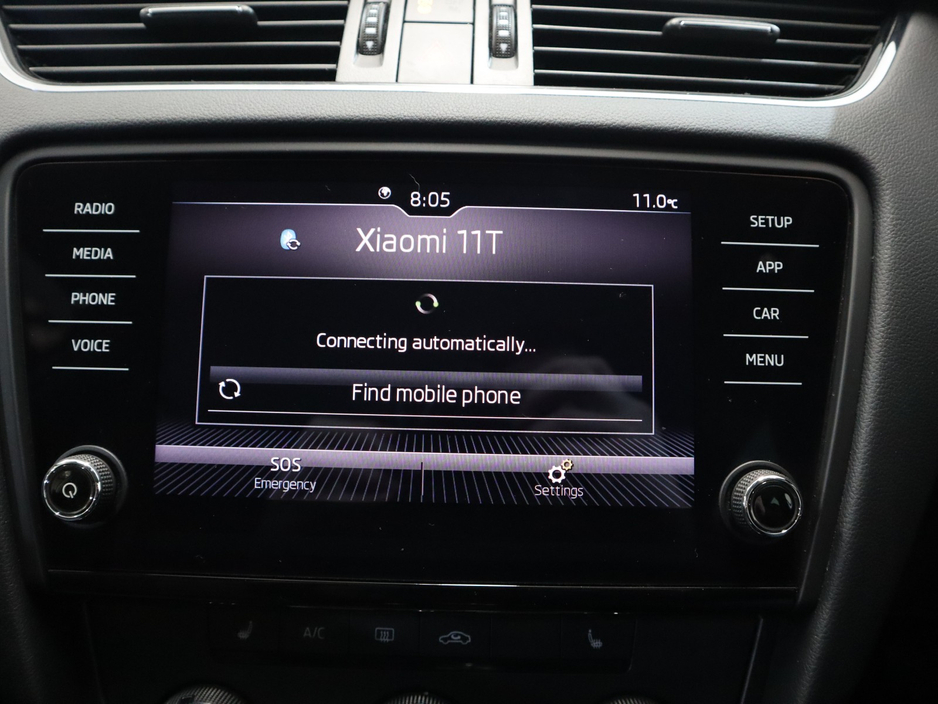 8:05
11.0℃
Xiaomi 11T
Connecting automatically...
Find mobile phone
SOS
Emergency
Settings
RADIO
MEDIA
PHONE
VOICE
SETUP
APP
CAR
MENU
A/C